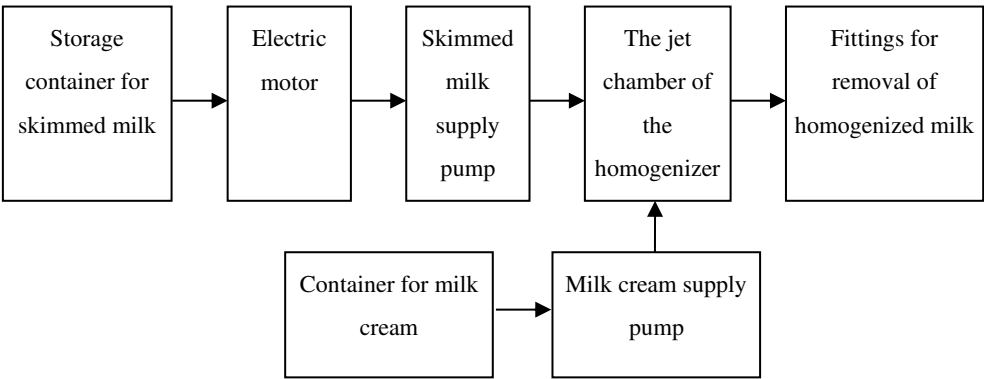 Storage
container for
skimmed milk
Electric
motor
Skimmed
milk
supply
pump
The jet
chamber of
the
homogenizer
Fittings for
removal of
homogenized milk
Container for milk
cream
Milk cream supply
pump